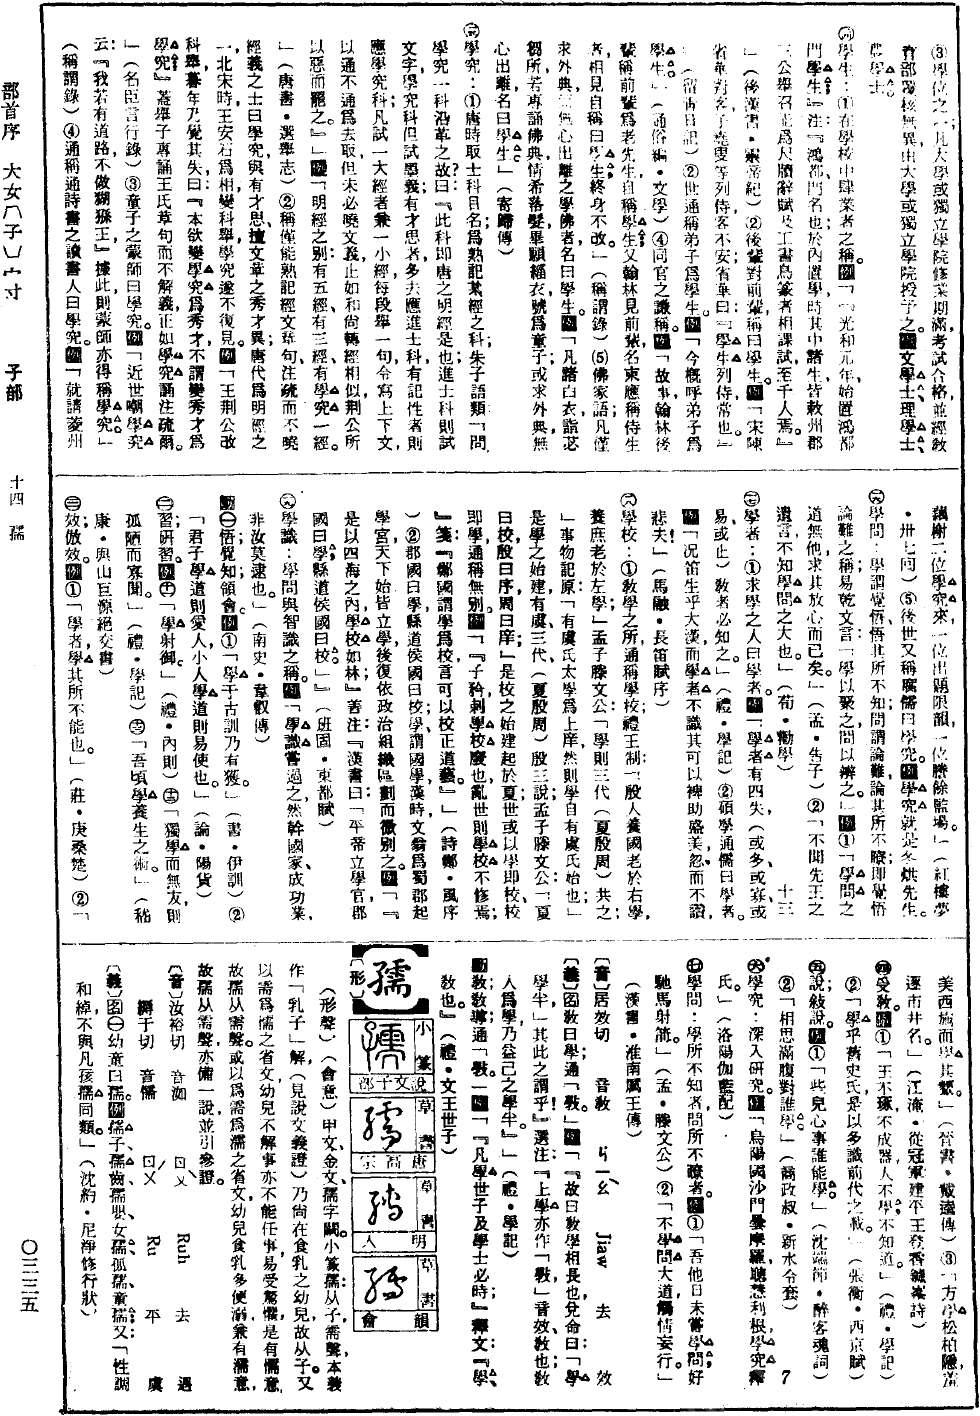 ③學位之一凡大學或獨立學院修業期滿考試合格並經敎
育部覆核無異由大學或獨立學院授予之例文學士理學士
農學士
學生：①在學校中肄業者之稱例「光和元年始置鴻都
門學生』注『鴻都門名也於內置學時其中諸生皆敕州郡
三公舉召能爲尺牘辭賦及工書鳥篆者相課試至千人焉』
」（後漢書・靈帝紀）②後輩對前輩稱曰學生例「宋陳
省華對客子堯叟等列侍客不安省華曰『學生列侍常也』
」（留青日記）②世通稱弟子爲學生例「今概呼弟子爲
學生」（通俗編・文學）④同官之謙稱例「故事翰林後
輩稱前輩爲老先生自稱學生又翰林見前輩名柬應稱侍生
者，相見自稱曰學生終身不改」（稱謂錄）⑤佛家語凡僅
求外典無心出離之學佛者名曰學生例「凡諸白衣詣苾
芻所若專誦佛典情希落髮畢願緇衣號爲童子或求外典無
心出離名曰學生」（寄歸傳）
學究：①唐時取士科目名爲熟記某經之科朱子語類「問
學究一科沿革之故？曰：『此科即唐之明經是也進士科則試
文字學究科但試墨義有才思者多去應進士科有記性者則
應學究科凡試一大經者兼一小經每段舉一句令寫上下文
以通不通爲去取但未必曉文義止如和尚轉經相似荊公所
以惡而罷之』」例「明經之別有五經有三經有學究一經
」（唐書・選舉志）②稱僅能熟記經文章句注疏而不曉
經義之士曰學究與有才思擅文章之秀才異唐代爲明經之
一北宋時王安石爲相變科舉學究遂不復見例「王荊公改
科舉暮年乃覺其失曰：『本欲變學究爲秀才不謂變秀才爲
學究』蓋舉子專誦王氏章句而不解義正如學究誦注疏爾
」（名臣言行錄）③童子之蒙師曰學究例「近世嘲學究
云：『我若有道路不做猢猻王』據此則蒙師亦得稱學究」
（稱謂錄）④通稱通詩書之讀書人曰學究例「就請菱州
藕榭二位學究來一位出題限韻一位謄錄監場」（紅樓夢
・卅七回）⑤後世又稱腐儒曰學究例學究就是冬烘先生
學問：學謂覺悟悟其所不知問謂論難論其所不瞭即覺悟
論難之稱易乾文言「學以聚之問以辨之」例①「學問之
道無他求其放心而已矣」（孟・告子）②「不聞先王之
遺言不知學問之大也」（荀・勸學）　十三
學者：①求學之人曰學者例「學者有四失（或多或寡或
易或止）敎者必知之」（禮・學記）②碩學通儒曰學者
例「况笛生乎大漢而學者不識其可以裨助盛美忽而不讚
悲夫」（馬融・長笛賦序）
學校：①敎學之所通稱學校禮王制「殷人養國老於右學
養庶老於左學」孟子滕文公「學則三代（夏殷周）共之
」事物記原「有虞氏太學爲上庠然則學自有虞氏始也」
是學之始建有虞三代（夏殷周）殷三說孟子滕文公「夏
曰校殷曰序周曰庠」是校之始建起於夏世或以學即校校
即學通稱無別例「『子矜刺學校廢也亂世則學校不修焉
』箋『鄭國謂學爲校言可以校正道藝』」（詩鄭・風序
）②郡國曰學縣道侯國曰校學謂國學漢時文翁爲蜀郡起
學宮天下始皆立學後復依政治組織區劃而微別之例「『
是以四海之內學校如林』善注『漢書曰：「平帝立學官郡
國曰學縣道侯國曰校」』（班固・東都賦）
學識：學問與智識之稱例「學識嘗過之然幹國家成功業
非汝莫逮也」（南史・韋叡傳）
動㊀悟覺知領會例①「學于古訓乃有獲」（書・伊訓）②
「君子學道則愛人小人學道則易使也」（論・陽貨）
㊁習研習例㊉「學射御」（禮・內則）「獨學而無友則
孤陋而寡聞」（禮・學記）「吾頃學養生之術」（嵇
康・與山巨源絕交書）
㊂效倣效例①「學者學其所不能也」（莊・庚桑楚）②「
美西施而學其顰」（晉書・戴逵傳）③「方學松柏隱羞
逐市井名」（江淹・從冠軍建平王登香爐峯詩）
㊃受敎例①「玉不琢不成器人不學不知道」（禮・學記）
②「學乎舊史氏是以多識前代之載」（張衡・西京賦）
㊄說敍說例①「些兒心事誰能學」（沈端節・醉客魂詞）
②「相思滿腹對誰學」（喬政叔・新水令套）　7
㊅學究：深入研究例「烏陽國沙門曇摩羅聰慧利根學究釋
氏」（洛陽伽藍記）
㊆學問：學所不知者問所不瞭者例①「吾他日未嘗學問好
馳馬射箭」（孟・滕文公）②「不學問大道觸情妄行」
（漢書・淮南厲王傳）
〔音〕居效切　音敎　ㄐㄧㄠ　Jiaw　去　效
〔義〕名敎曰學通「斆」例「『故曰敎學相長也兌命曰：「學
學半」其此之謂乎』選注：『上學亦作「斆」音效敎也敎
人爲學乃益己之學半』」（禮・學記）
動敎敎導通「斆」例「『凡學世子及學士必時』釋文『學
敎也』」（禮・文王世子）
孺
〔形〕
小篆　說文子部
草書　唐高宗
草書　明人
草書　韻會
（形聲）（會意）甲文金文孺字闕小篆孺从子需聲本義
作「乳子」解（見說文義證）乃尚在食乳之幼兒故从子又
以需爲懦之省文幼兒不解事亦不能任事易受驚懼是有懦意
故孺从需聲或以爲需爲濡之省文幼兒食乳多便溺兼有濡意
故孺从需聲亦備一說並引參證
〔音〕汝裕切　音洳　ㄖㄨ　Ruh　去　遇
繻于切　音儒　ㄖㄨ　Ru　平　虞
〔義〕名㊀幼童曰孺例孺子孺齒孺嬰女孺孤孺童孺又「性調
和綽不與凡孩孺同類」（沈約・尼淨修行狀）
部首序　大女宀子宀寸　子部　十四　孺　〇三二五